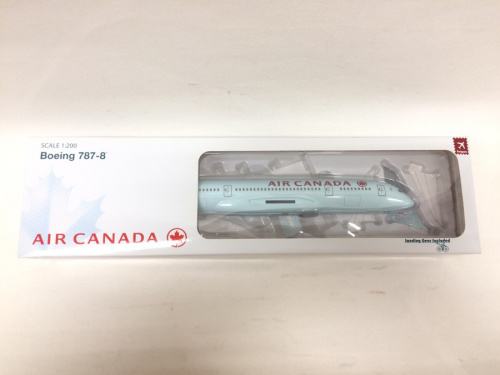 SCALE 1:200
Boeing 787-8
AIR CANADA
AIR CANADA
landing Gear Included